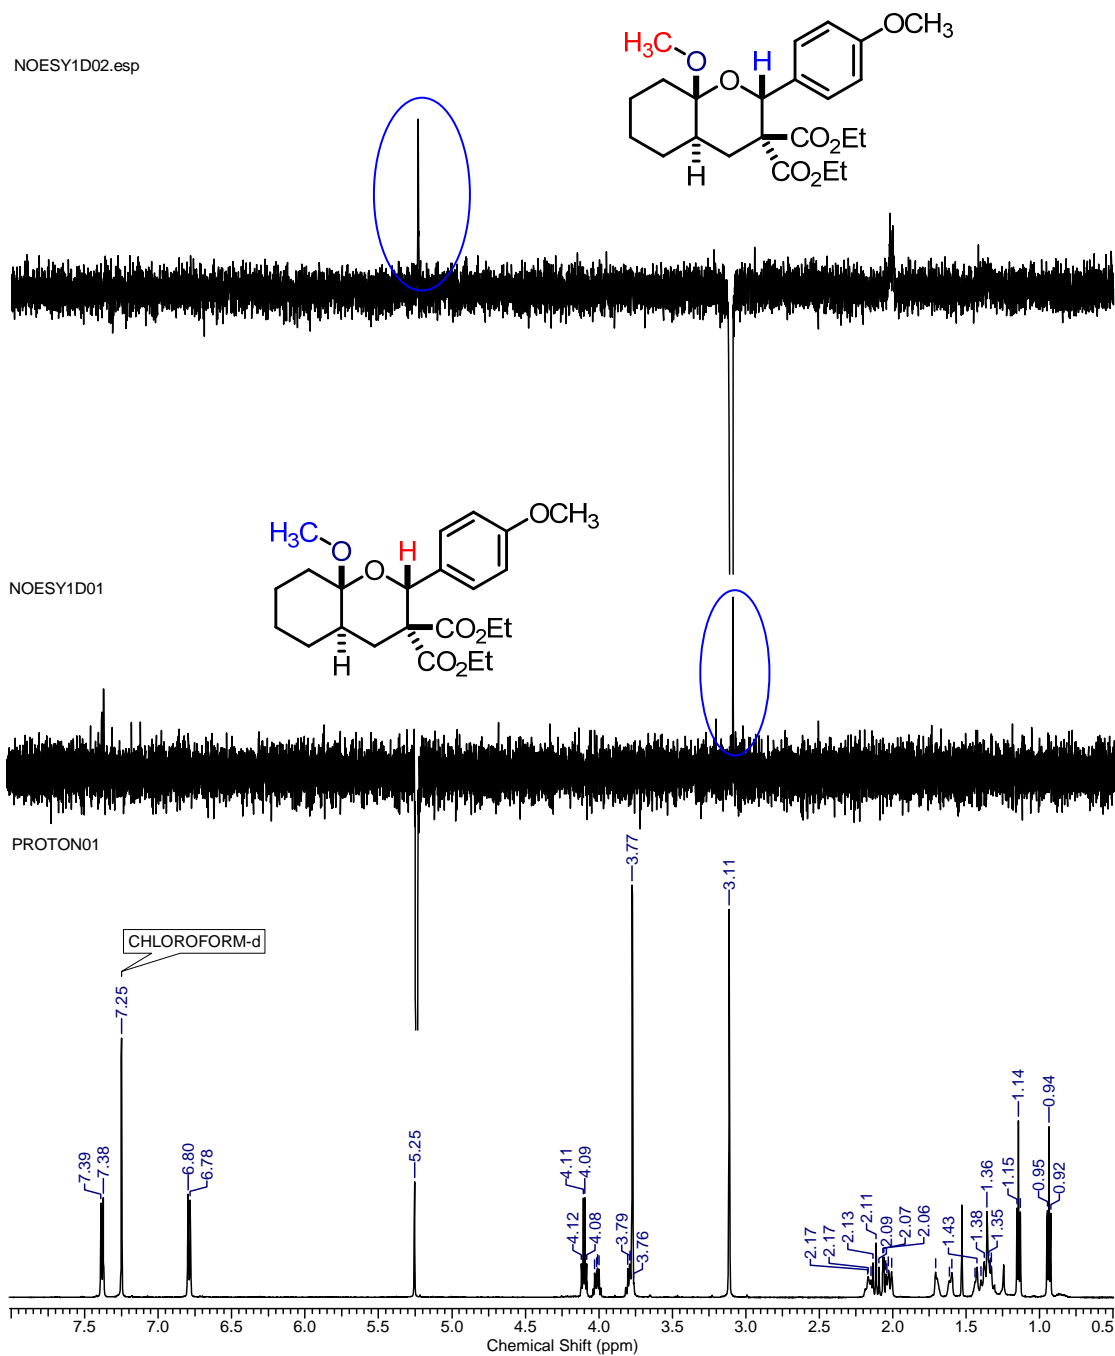 NOESY1D02.esp
H3C
O
O
H
OCH3
CO2Et
CO2Et
H
NOESY1D01
H3C
O
O
H
OCH3
CO2Et
CO2Et
H
PROTON01
CHLOROFORM-d
7.39
7.38
7.25
6.80
6.78
5.25
4.12
4.11
4.09
4.08
3.79
3.77
3.76
3.11
2.17
2.17
2.13
2.11
2.09
2.07
2.06
1.43
1.38
1.36
1.35
1.15
1.14
0.95
0.94
0.92
7.5 7.0 6.5 6.0 5.5 5.0 4.5 4.0 3.5 3.0 2.5 2.0 1.5 1.0 0.5
Chemical Shift (ppm)